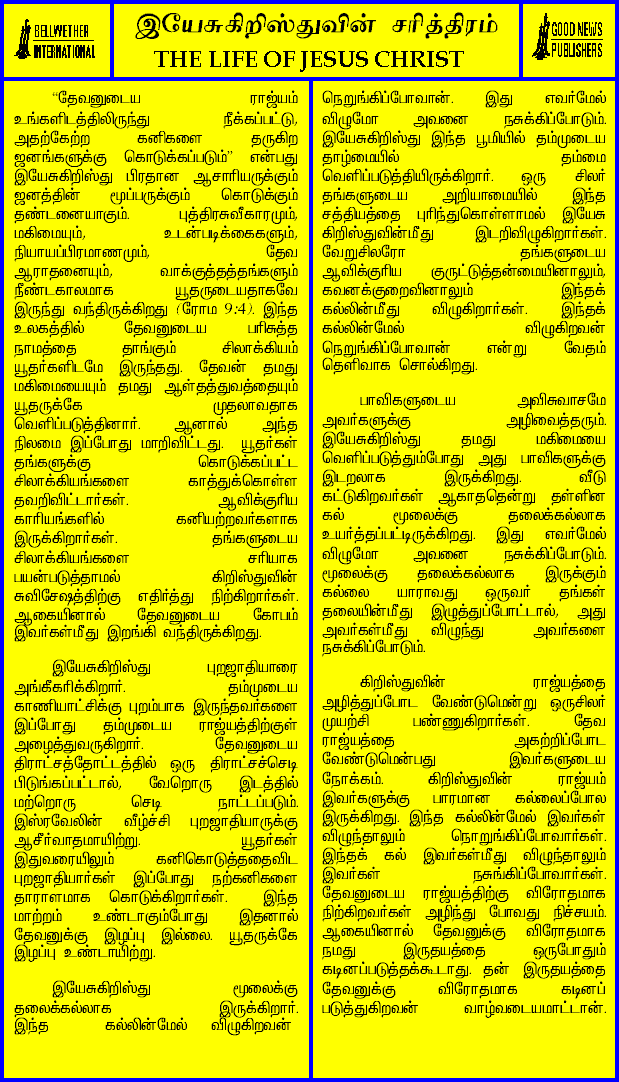 BELLWETHER
INTERNATIONAL
இயேசுகிறிஸ்துவின் சரித்திரம்
THE LIFE OF JESUS CHRIST
GOOD NEWS
PUBLISHERS
“தேவனுடைய ராஜ்யம்
உங்களிடத்திலிருந்து நீக்கப்பட்டு,
அதற்கேற்ற கனிகளை தருகிற
ஜனங்களுக்கு கொடுக்கப்படும்” என்பது
இயேசுகிறிஸ்து பிரதான ஆசாரியருக்கும்
ஜனத்தின் மூப்பருக்கும் கொடுக்கும்
தண்டனையாகும். புத்திரசுவீகாரமும்,
மகிமையும், உடன்படிக்கைகளும்,
நியாயப்பிரமாணமும், தேவ
ஆராதனையும், வாக்குத்தத்தங்களும்
நீண்டகாலமாக யூதருடையதாகவே
இருந்து வந்திருக்கிறது (ரோம 9:4). இந்த
உலகத்தில் தேவனுடைய பரிசுத்த
நாமத்தை தாங்கும் சிலாக்கியம்
யூதர்களிடமே இருந்தது. தேவன் தமது
மகிமையையும் தமது ஆள்தத்துவத்தையும்
யூதருக்கே முதலாவதாக
வெளிப்படுத்தினார். ஆனால் அந்த
நிலமை இப்போது மாறிவிட்டது. யூதர்கள்
தங்களுக்கு கொடுக்கப்பட்ட
சிலாக்கியங்களை காத்துக்கொள்ள
தவறிவிட்டார்கள். ஆவிக்குரிய
காரியங்களில் கனியற்றவர்களாக
இருக்கிறார்கள். தங்களுடைய
சிலாக்கியங்களை சரியாக
பயன்படுத்தாமல் கிறிஸ்துவின்
சுவிசேஷத்திற்கு எதிர்த்து நிற்கிறார்கள்.
ஆகையினால் தேவனுடைய கோபம்
இவர்கள்மீது இறங்கி வந்திருக்கிறது.
இயேசுகிறிஸ்து புறஜாதியாரை
அங்கீகரிக்கிறார். தம்முடைய
காணியாட்சிக்கு புறம்பாக இருந்தவர்களை
இப்போது தம்முடைய ராஜ்யத்திற்குள்
அழைத்துவருகிறார். தேவனுடைய
திராட்சத்தோட்டத்தில் ஒரு திராட்சச்செடி
பிடுங்கப்பட்டால், வேறொரு இடத்தில்
மற்றொரு செடி நாட்டப்படும்.
இஸ்ரவேலின் வீழ்ச்சி புறஜாதியாருக்கு
ஆசீர்வாதமாயிற்று. யூதர்கள்
இதுவரையிலும் கனிகொடுத்ததைவிட
புறஜாதியார்கள் இப்போது நற்கனிகளை
தாராளமாக கொடுக்கிறார்கள். இந்த
மாற்றம் உண்டாகும்போது இதனால்
தேவனுக்கு இழப்பு இல்லை. யூதருக்கே
இழப்பு உண்டாயிற்று.
இயேசுகிறிஸ்து மூலைக்கு
தலைக்கல்லாக இருக்கிறார்.
இந்த கல்லின்மேல் விழுகிறவன்
நெறுங்கிப்போவான். இது எவர்மேல்
விழுமோ அவனை நசுக்கிப்போடும்.
இயேசுகிறிஸ்து இந்த பூமியில் தம்முடைய
தாழ்மையில் தம்மை
வெளிப்படுத்தியிருக்கிறார். ஒரு சிலர்
தங்களுடைய அறியாமையில் இந்த
சத்தியத்தை புரிந்துகொள்ளாமல் இயேசு
கிறிஸ்துவின்மீது இடறிவிழுகிறார்கள்.
வேறுசிலரோ தங்களுடைய
ஆவிக்குரிய குருட்டுத்தன்மையினாலும்,
கவனக்குறைவினாலும் இந்தக்
கல்லின்மீது விழுகிறார்கள். இந்தக்
கல்லின்மேல் விழுகிறவன்
நெறுங்கிப்போவான் என்று வேதம்
தெளிவாக சொல்கிறது.
பாவிகளுடைய அவிசுவாசமே
அவர்களுக்கு அழிவைத்தரும்.
இயேசுகிறிஸ்து தமது மகிமையை
வெளிப்படுத்தும்போது அது பாவிகளுக்கு
இடறலாக இருக்கிறது. வீடு
கட்டுகிறவர்கள் ஆகாததென்று தள்ளின
கல் மூலைக்கு தலைக்கல்லாக
உயர்த்தப்பட்டிருக்கிறது. இது எவர்மேல்
விழுமோ அவனை நசுக்கிப்போடும்.
மூலைக்கு தலைக்கல்லாக இருக்கும்
கல்லை யாராவது ஒருவர் தங்கள்
தலையின்மீது இழுத்துப்போட்டால், அது
அவர்கள்மீது விழுந்து அவர்களை
நசுக்கிப்போடும்.
கிறிஸ்துவின் ராஜ்யத்தை
அழித்துப்போட வேண்டுமென்று ஒருசிலர்
முயற்சி பண்ணுகிறார்கள். தேவ
ராஜ்யத்தை அகற்றிப்போட
வேண்டுமென்பது இவர்களுடைய
நோக்கம். கிறிஸ்துவின் ராஜ்யம்
இவர்களுக்கு பாரமான கல்லைப்போல
இருக்கிறது. இந்த கல்லின்மேல் இவர்கள்
விழுந்தாலும் நொறுங்கிப்போவார்கள்.
இந்தக் கல் இவர்கள்மீது விழுந்தாலும்
இவர்கள் நசுங்கிப்போவார்கள்.
தேவனுடைய ராஜ்யத்திற்கு விரோதமாக
நிற்கிறவர்கள் அழிந்து போவது நிச்சயம்.
ஆகையினால் தேவனுக்கு விரோதமாக
நமது இருதயத்தை ஒருபோதும்
கடினப்படுத்தக்கூடாது. தன் இருதயத்தை
தேவனுக்கு விரோதமாக கடினப்
படுத்துகிறவன் வாழ்வடையமாட்டான்.